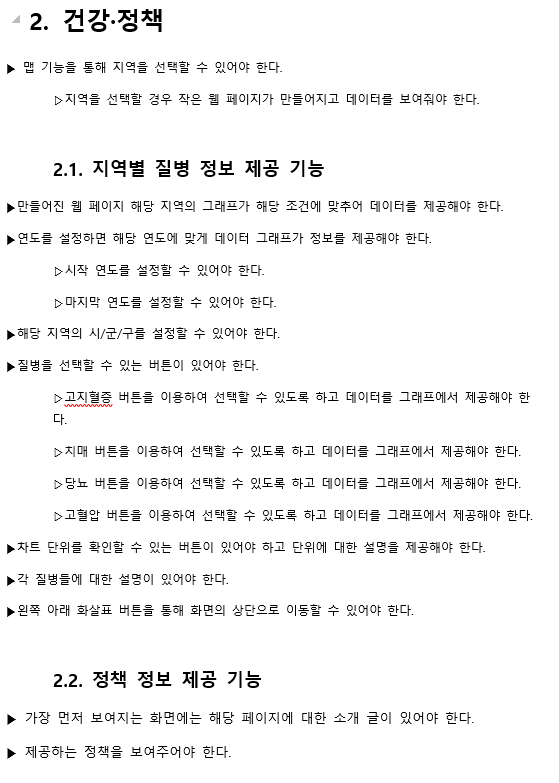 2. 건강·정책
▶ 맵 기능을 통해 지역을 선택할 수 있어야 한다.
▷지역을 선택할 경우 작은 웹 페이지가 만들어지고 데이터를 보여줘야 한다.
2.1. 지역별 질병 정보 제공 기능
▶만들어진 웹 페이지 해당 지역의 그래프가 해당 조건에 맞추어 데이터를 제공해야 한다.
▶연도를 설정하면 해당 연도에 맞게 데이터 그래프가 정보를 제공해야 한다.
▷시작 연도를 설정할 수 있어야 한다.
▷마지막 연도를 설정할 수 있어야 한다.
▶해당 지역의 시/군/구를 설정할 수 있어야 한다.
▶질병을 선택할 수 있는 버튼이 있어야 한다.
▷고지혈증 버튼을 이용하여 선택할 수 있도록 하고 데이터를 그래프에서 제공해야 한
다.
▷치매 버튼을 이용하여 선택할 수 있도록 하고 데이터를 그래프에서 제공해야 한다.
▷당뇨 버튼을 이용하여 선택할 수 있도록 하고 데이터를 그래프에서 제공해야 한다.
▷고혈압 버튼을 이용하여 선택할 수 있도록 하고 데이터를 그래프에서 제공해야 한다.
▶차트 단위를 확인할 수 있는 버튼이 있어야 하고 단위에 대한 설명을 제공해야 한다.
▶각 질병들에 대한 설명이 있어야 한다.
▶왼쪽 아래 화살표 버튼을 통해 화면의 상단으로 이동할 수 있어야 한다.
2.2. 정책 정보 제공 기능
▶ 가장 먼저 보여지는 화면에는 해당 페이지에 대한 소개 글이 있어야 한다.
▶ 제공하는 정책을 보여주어야 한다.